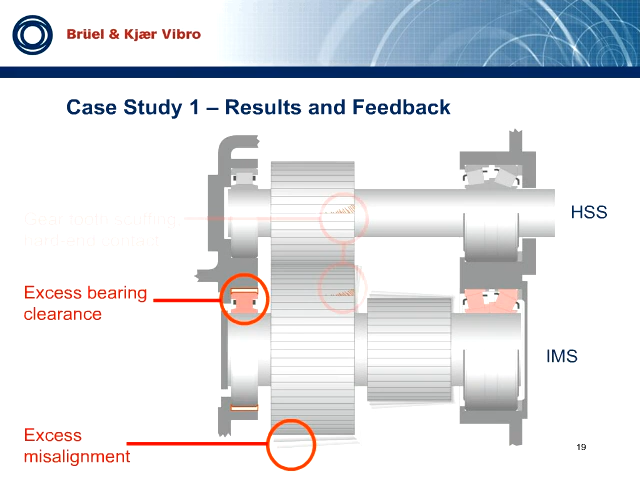 Brüel & Kjær Vibro
Case Study 1 – Results and Feedback
HSS
Gear tooth scuffing
hard end contact
Excess bearing
clearance
IMS
Excess
misalignment
19